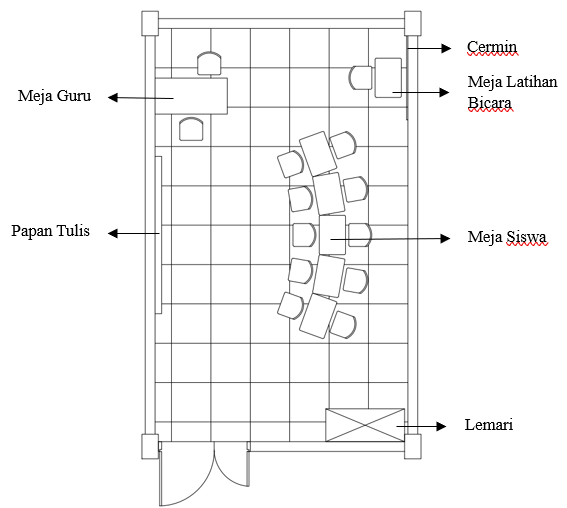 Cermin
Meja Guru
Meja Latihan
Bicara
Papan Tulis
Meja Siswa
Lemari